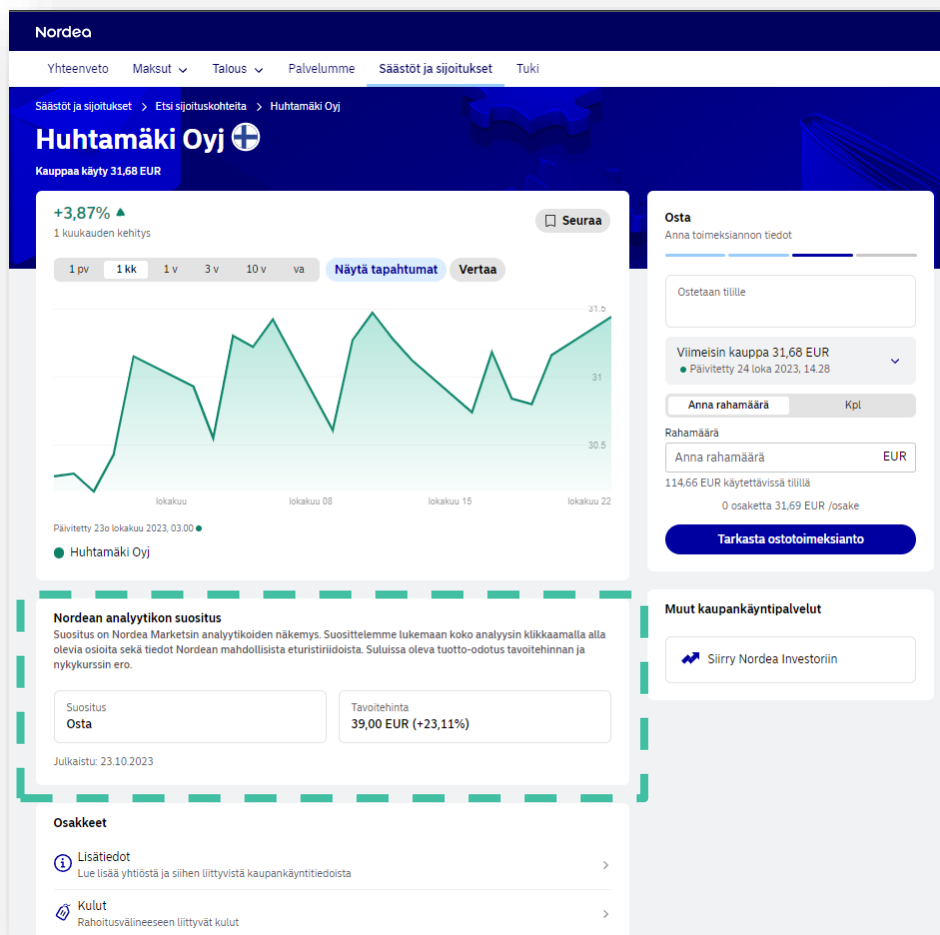 Nordea
Yhteenveto Maksut Talous Palvelumme Säästöt ja sijoitukset Tuki
Säästöt ja sijoitukset > Etsi sijoituskohteita > Huhtamäki Oyj
Huhtamäki Oyj
Kauppaa käyty 31,68 EUR
+3,87%
1 kuukauden kehitys
Seuraa
1 pv 1 kk 1 v 3 v 10 v va Näytä tapahtumat Vertaa
31.5
31
30.5
lokakuu lokakuu 08 lokakuu 15 lokakuu 22
Päivitetty 23o lokakuu 2023, 03.00
Huhtamäki Oyj
Osta
Anna toimeksiannon tiedot
Ostetaan tilille
Viimeisin kauppa 31,68 EUR
Päivitetty 24 loka 2023, 14.28
Anna rahamäärä Kpl
Rahamäärä
Anna rahamäärä EUR
114,66 EUR käytettävissä tilillä
0 osaketta 31,69 EUR /osake
Tarkasta ostotoimeksianto
Nordean analyytikon suositus
Suositus on Nordea Marketsin analyytikoiden näkemys. Suosittelemme lukemaan koko analyysin klikkaamalla alla
olevia osioita sekä tiedot Nordean mahdollisista eturistiriidoista. Suluissa oleva tuotto-odotus tavoitehinnan ja
nykykurssin ero.
Suositus
Osta
Tavoitehinta
39,00 EUR (+23,11%)
Julkaistu: 23.10.2023
Muut kaupankäyntipalvelut
Siirry Nordea Investoriin
Osakkeet
Lisätiedot
Lue lisää yhtiöstä ja siihen liittyvistä kaupankäyntitiedoista
Kulut
Rahoitusvälineeseen liittyvät kulut